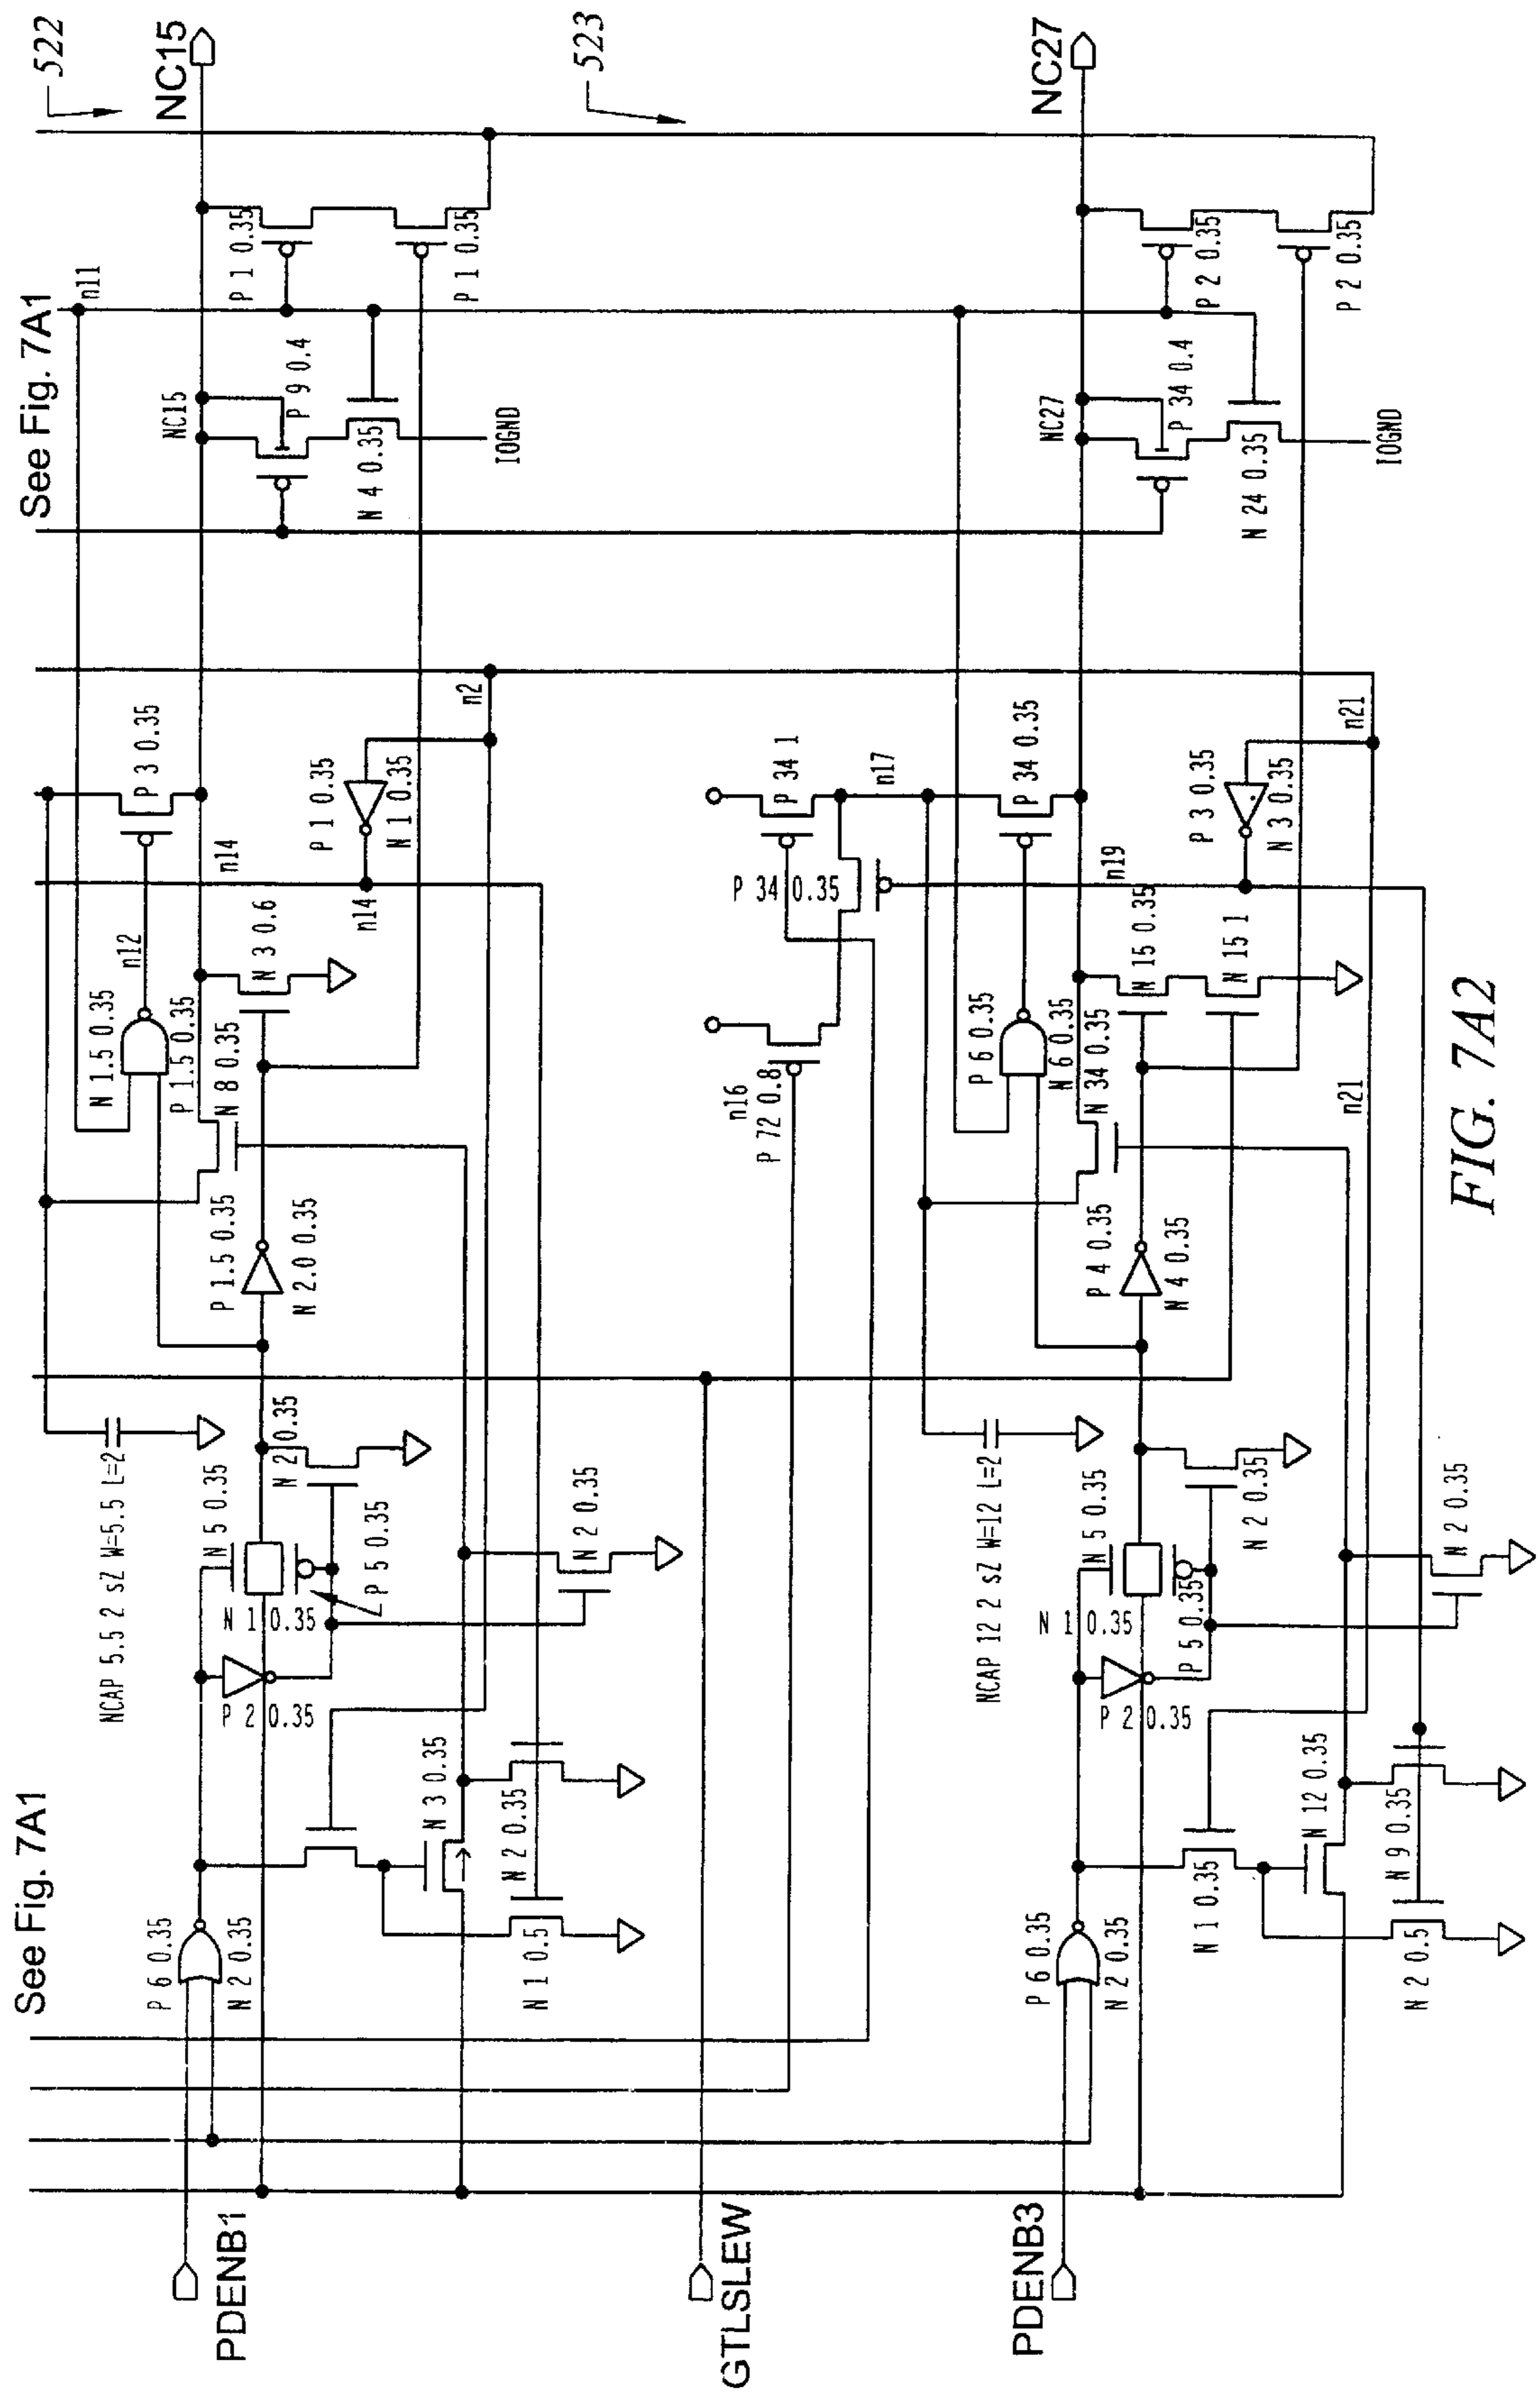 See Fig. 7A1
See Fig. 7A1
522
NC15
523
NC27
PDENB1
GTLSLEW
PDENB3
P 6 0.35
N 2 0.35
P 2 0.35
N 1 0.35
N 5 0.35
P 5 0.35
N 2 0.35
N 2 0.35
N 3 0.35
N 2 0.35
N 1 0.5
NCAP 5.5 2 sZ W=5.5 L=2
P 1.5 0.35
N 2.0 0.35
N 1.5 0.35
P 1.5 0.35
n12
N 8 0.35
N 3 0.6
n14
n14
P 3 0.35
P 1 0.35
N 1 0.35
n2
n11
NC15
P 9 0.4
N 4 0.35
IOGND
P 1 0.35
P 1 0.35
n16
P 72 0.8
P 34 0.35
P 34 1
n17
P 34 0.35
P 6 0.35
N 2 0.35
P 2 0.35
N 1 0.35
N 5 0.35
P 5 0.35
N 2 0.35
N 2 0.35
N 1 0.35
N 12 0.35
N 9 0.35
N 2 0.5
NCAP 12 2 sZ W=12 L=2
P 4 0.35
N 4 0.35
P 6 0.35
N 6 0.35
N 34 0.35
N 15 0.35
N 15 1
n19
n21
n21
P 3 0.35
N 3 0.35
NC27
P 34 0.4
N 24 0.35
IOGND
P 2 0.35
P 2 0.35
FIG. 7A2